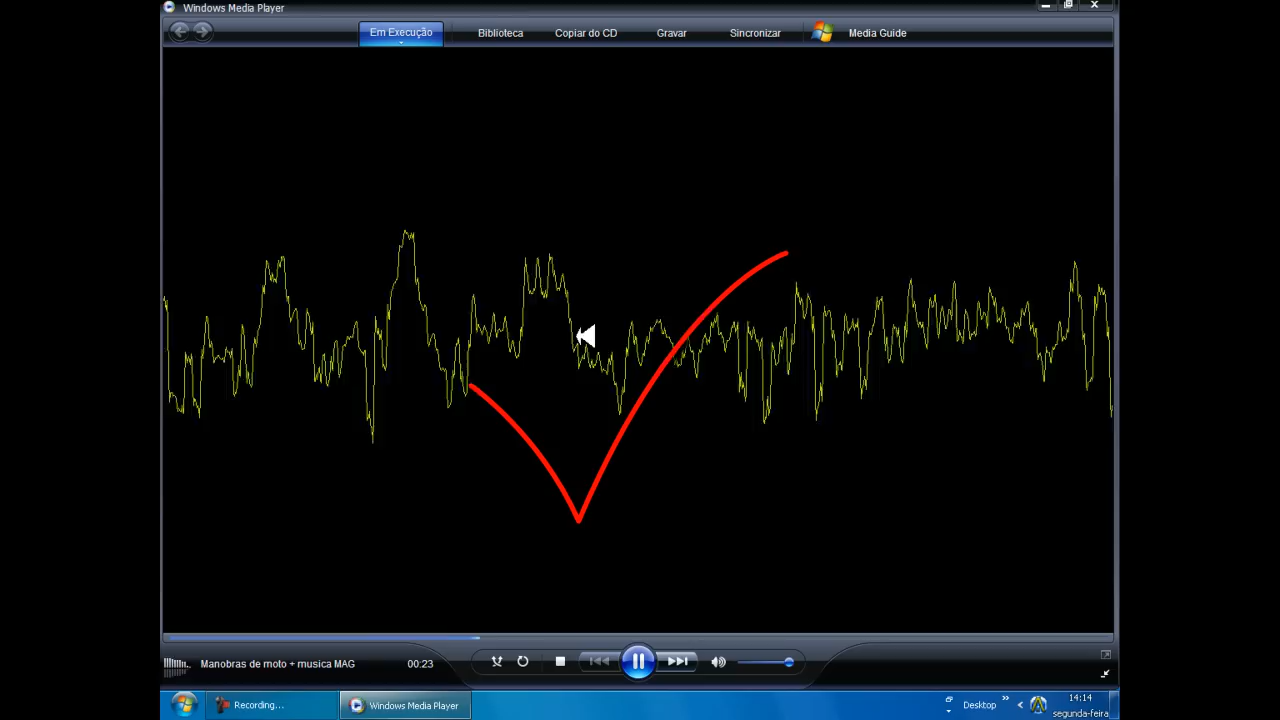 Windows Media Player
Em Execução
Biblioteca
Copiar do CD
Gravar
Sincronizar
Media Guide
Manobras de moto + musica MAG
00:23
Recording...
Windows Media Player
Desktop
14:14
segunda-feira